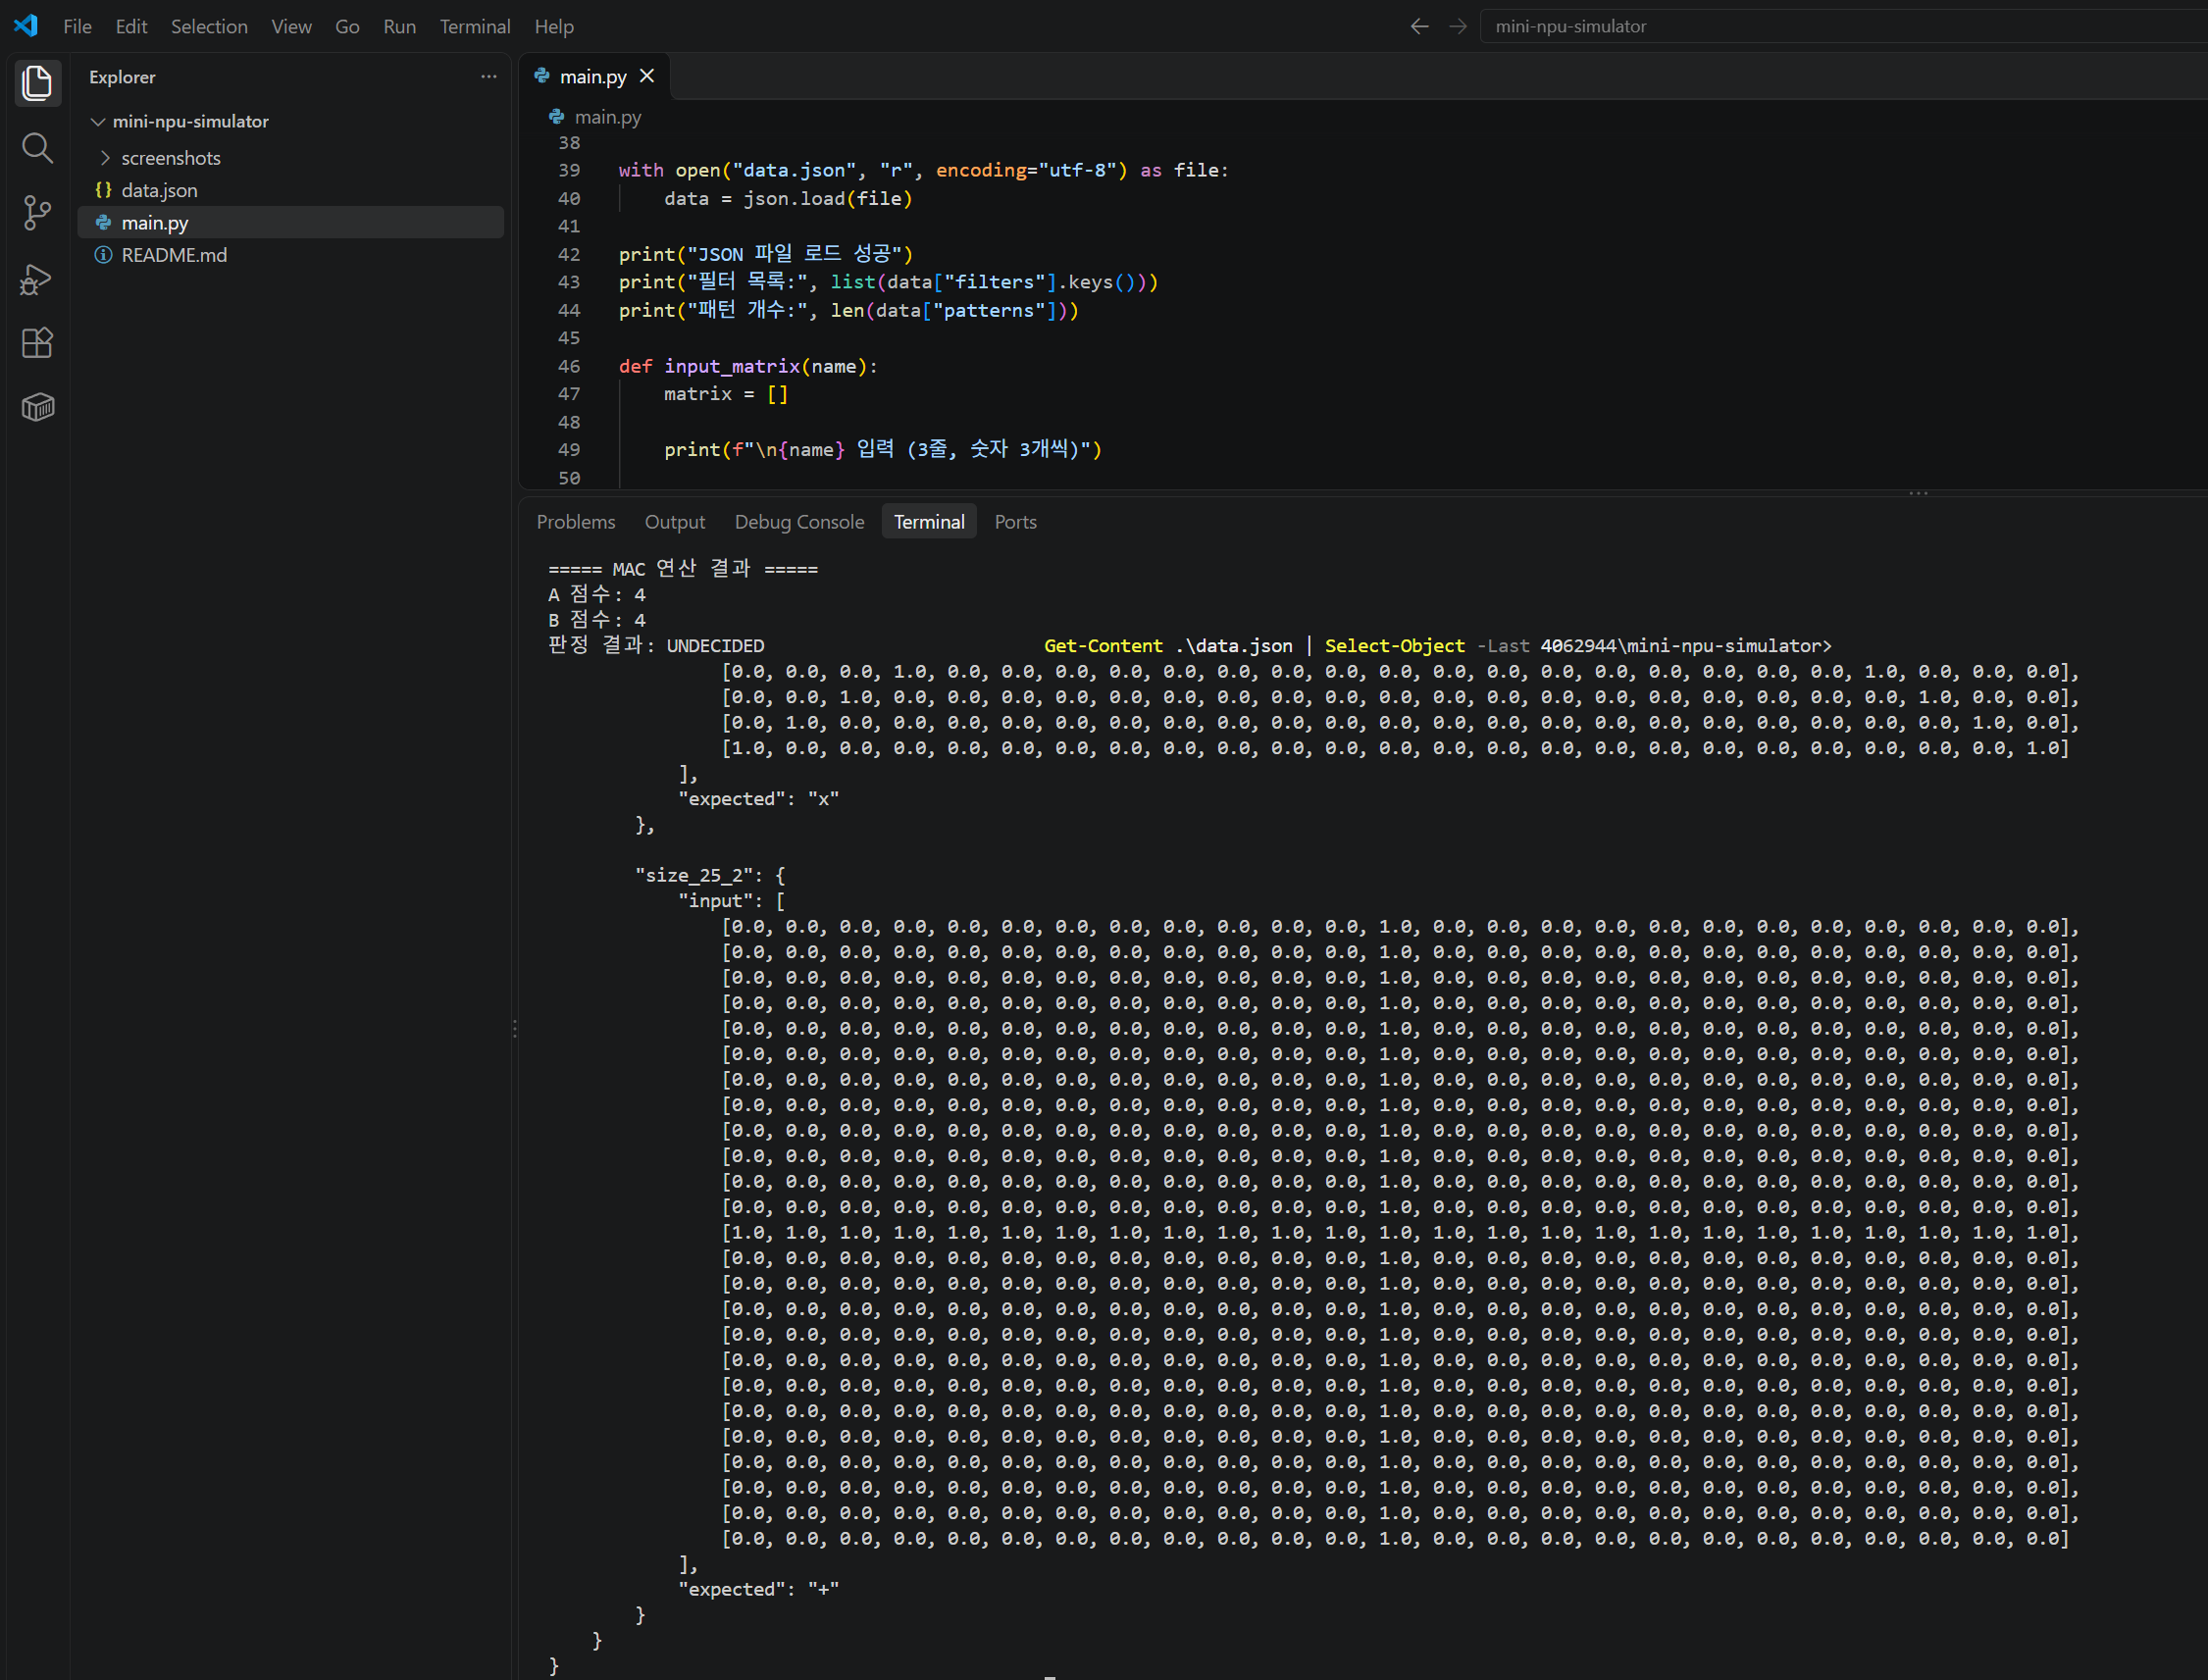 File Edit Selection View Go Run Terminal Help
mini-npu-simulator
Explorer
mini-npu-simulator
screenshots
data.json
main.py
README.md
main.py
main.py
38
39 with open("data.json", "r", encoding="utf-8") as file:
40 data = json.load(file)
41
42 print("JSON 파일 로드 성공")
43 print("필터 목록:", list(data["filters"].keys()))
44 print("패턴 개수:", len(data["patterns"]))
45
46 def input_matrix(name):
47 matrix = []
48
49 print(f"\n{name} 입력 (3줄, 숫자 3개씩)")
50
Problems Output Debug Console Terminal Ports
===== MAC 연산 결과 =====
A 점수: 4
B 점수: 4
판정 결과: UNDECIDED Get-Content .\data.json | Select-Object -Last 4062944\mini-npu-simulator>
[0.0, 0.0, 0.0, 1.0, 0.0, 0.0, 0.0, 0.0, 0.0, 0.0, 0.0, 0.0, 0.0, 0.0, 0.0, 0.0, 0.0, 0.0, 0.0, 0.0, 0.0, 1.0, 0.0, 0.0, 0.0],
[0.0, 0.0, 1.0, 0.0, 0.0, 0.0, 0.0, 0.0, 0.0, 0.0, 0.0, 0.0, 0.0, 0.0, 0.0, 0.0, 0.0, 0.0, 0.0, 0.0, 0.0, 0.0, 1.0, 0.0, 0.0],
[0.0, 1.0, 0.0, 0.0, 0.0, 0.0, 0.0, 0.0, 0.0, 0.0, 0.0, 0.0, 0.0, 0.0, 0.0, 0.0, 0.0, 0.0, 0.0, 0.0, 0.0, 0.0, 0.0, 1.0, 0.0],
[1.0, 0.0, 0.0, 0.0, 0.0, 0.0, 0.0, 0.0, 0.0, 0.0, 0.0, 0.0, 0.0, 0.0, 0.0, 0.0, 0.0, 0.0, 0.0, 0.0, 0.0, 0.0, 0.0, 0.0, 1.0]
],
"expected": "x"
},
"size_25_2": {
"input": [
[0.0, 0.0, 0.0, 0.0, 0.0, 0.0, 0.0, 0.0, 0.0, 0.0, 0.0, 0.0, 1.0, 0.0, 0.0, 0.0, 0.0, 0.0, 0.0, 0.0, 0.0, 0.0, 0.0, 0.0, 0.0],
[0.0, 0.0, 0.0, 0.0, 0.0, 0.0, 0.0, 0.0, 0.0, 0.0, 0.0, 0.0, 1.0, 0.0, 0.0, 0.0, 0.0, 0.0, 0.0, 0.0, 0.0, 0.0, 0.0, 0.0, 0.0],
[0.0, 0.0, 0.0, 0.0, 0.0, 0.0, 0.0, 0.0, 0.0, 0.0, 0.0, 0.0, 1.0, 0.0, 0.0, 0.0, 0.0, 0.0, 0.0, 0.0, 0.0, 0.0, 0.0, 0.0, 0.0],
[0.0, 0.0, 0.0, 0.0, 0.0, 0.0, 0.0, 0.0, 0.0, 0.0, 0.0, 0.0, 1.0, 0.0, 0.0, 0.0, 0.0, 0.0, 0.0, 0.0, 0.0, 0.0, 0.0, 0.0, 0.0],
[0.0, 0.0, 0.0, 0.0, 0.0, 0.0, 0.0, 0.0, 0.0, 0.0, 0.0, 0.0, 1.0, 0.0, 0.0, 0.0, 0.0, 0.0, 0.0, 0.0, 0.0, 0.0, 0.0, 0.0, 0.0],
[0.0, 0.0, 0.0, 0.0, 0.0, 0.0, 0.0, 0.0, 0.0, 0.0, 0.0, 0.0, 1.0, 0.0, 0.0, 0.0, 0.0, 0.0, 0.0, 0.0, 0.0, 0.0, 0.0, 0.0, 0.0],
[0.0, 0.0, 0.0, 0.0, 0.0, 0.0, 0.0, 0.0, 0.0, 0.0, 0.0, 0.0, 1.0, 0.0, 0.0, 0.0, 0.0, 0.0, 0.0, 0.0, 0.0, 0.0, 0.0, 0.0, 0.0],
[0.0, 0.0, 0.0, 0.0, 0.0, 0.0, 0.0, 0.0, 0.0, 0.0, 0.0, 0.0, 1.0, 0.0, 0.0, 0.0, 0.0, 0.0, 0.0, 0.0, 0.0, 0.0, 0.0, 0.0, 0.0],
[0.0, 0.0, 0.0, 0.0, 0.0, 0.0, 0.0, 0.0, 0.0, 0.0, 0.0, 0.0, 1.0, 0.0, 0.0, 0.0, 0.0, 0.0, 0.0, 0.0, 0.0, 0.0, 0.0, 0.0, 0.0],
[0.0, 0.0, 0.0, 0.0, 0.0, 0.0, 0.0, 0.0, 0.0, 0.0, 0.0, 0.0, 1.0, 0.0, 0.0, 0.0, 0.0, 0.0, 0.0, 0.0, 0.0, 0.0, 0.0, 0.0, 0.0],
[0.0, 0.0, 0.0, 0.0, 0.0, 0.0, 0.0, 0.0, 0.0, 0.0, 0.0, 0.0, 1.0, 0.0, 0.0, 0.0, 0.0, 0.0, 0.0, 0.0, 0.0, 0.0, 0.0, 0.0, 0.0],
[0.0, 0.0, 0.0, 0.0, 0.0, 0.0, 0.0, 0.0, 0.0, 0.0, 0.0, 0.0, 1.0, 0.0, 0.0, 0.0, 0.0, 0.0, 0.0, 0.0, 0.0, 0.0, 0.0, 0.0, 0.0],
[1.0, 1.0, 1.0, 1.0, 1.0, 1.0, 1.0, 1.0, 1.0, 1.0, 1.0, 1.0, 1.0, 1.0, 1.0, 1.0, 1.0, 1.0, 1.0, 1.0, 1.0, 1.0, 1.0, 1.0, 1.0],
[0.0, 0.0, 0.0, 0.0, 0.0, 0.0, 0.0, 0.0, 0.0, 0.0, 0.0, 0.0, 1.0, 0.0, 0.0, 0.0, 0.0, 0.0, 0.0, 0.0, 0.0, 0.0, 0.0, 0.0, 0.0],
[0.0, 0.0, 0.0, 0.0, 0.0, 0.0, 0.0, 0.0, 0.0, 0.0, 0.0, 0.0, 1.0, 0.0, 0.0, 0.0, 0.0, 0.0, 0.0, 0.0, 0.0, 0.0, 0.0, 0.0, 0.0],
[0.0, 0.0, 0.0, 0.0, 0.0, 0.0, 0.0, 0.0, 0.0, 0.0, 0.0, 0.0, 1.0, 0.0, 0.0, 0.0, 0.0, 0.0, 0.0, 0.0, 0.0, 0.0, 0.0, 0.0, 0.0],
[0.0, 0.0, 0.0, 0.0, 0.0, 0.0, 0.0, 0.0, 0.0, 0.0, 0.0, 0.0, 1.0, 0.0, 0.0, 0.0, 0.0, 0.0, 0.0, 0.0, 0.0, 0.0, 0.0, 0.0, 0.0],
[0.0, 0.0, 0.0, 0.0, 0.0, 0.0, 0.0, 0.0, 0.0, 0.0, 0.0, 0.0, 1.0, 0.0, 0.0, 0.0, 0.0, 0.0, 0.0, 0.0, 0.0, 0.0, 0.0, 0.0, 0.0],
[0.0, 0.0, 0.0, 0.0, 0.0, 0.0, 0.0, 0.0, 0.0, 0.0, 0.0, 0.0, 1.0, 0.0, 0.0, 0.0, 0.0, 0.0, 0.0, 0.0, 0.0, 0.0, 0.0, 0.0, 0.0],
[0.0, 0.0, 0.0, 0.0, 0.0, 0.0, 0.0, 0.0, 0.0, 0.0, 0.0, 0.0, 1.0, 0.0, 0.0, 0.0, 0.0, 0.0, 0.0, 0.0, 0.0, 0.0, 0.0, 0.0, 0.0],
[0.0, 0.0, 0.0, 0.0, 0.0, 0.0, 0.0, 0.0, 0.0, 0.0, 0.0, 0.0, 1.0, 0.0, 0.0, 0.0, 0.0, 0.0, 0.0, 0.0, 0.0, 0.0, 0.0, 0.0, 0.0],
[0.0, 0.0, 0.0, 0.0, 0.0, 0.0, 0.0, 0.0, 0.0, 0.0, 0.0, 0.0, 1.0, 0.0, 0.0, 0.0, 0.0, 0.0, 0.0, 0.0, 0.0, 0.0, 0.0, 0.0, 0.0],
[0.0, 0.0, 0.0, 0.0, 0.0, 0.0, 0.0, 0.0, 0.0, 0.0, 0.0, 0.0, 1.0, 0.0, 0.0, 0.0, 0.0, 0.0, 0.0, 0.0, 0.0, 0.0, 0.0, 0.0, 0.0],
[0.0, 0.0, 0.0, 0.0, 0.0, 0.0, 0.0, 0.0, 0.0, 0.0, 0.0, 0.0, 1.0, 0.0, 0.0, 0.0, 0.0, 0.0, 0.0, 0.0, 0.0, 0.0, 0.0, 0.0, 0.0],
[0.0, 0.0, 0.0, 0.0, 0.0, 0.0, 0.0, 0.0, 0.0, 0.0, 0.0, 0.0, 1.0, 0.0, 0.0, 0.0, 0.0, 0.0, 0.0, 0.0, 0.0, 0.0, 0.0, 0.0, 0.0]
],
"expected": "+"
}
}
}